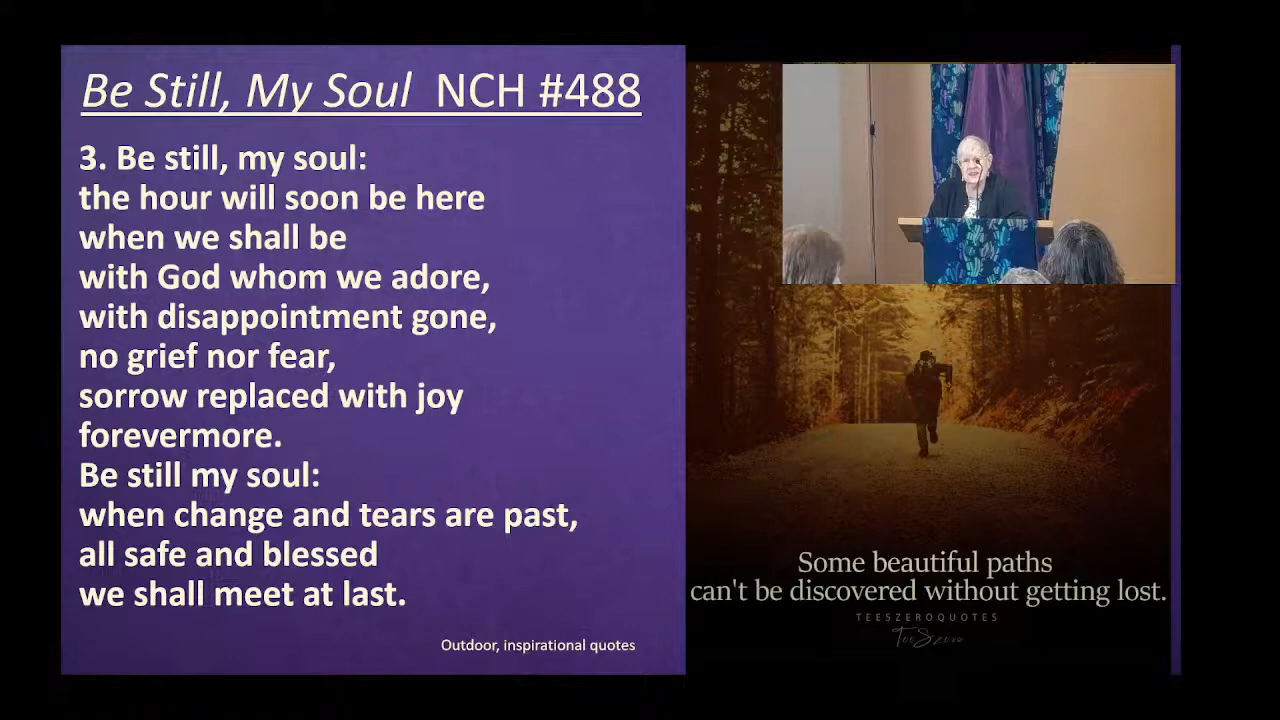 Be Still, My Soul NCH #488
3. Be still, my soul:
the hour will soon be here
when we shall be
with God whom we adore,
with disappointment gone,
no grief nor fear,
sorrow replaced with joy
forevermore.
Be still my soul:
when change and tears are past,
all safe and blessed
we shall meet at last.
Outdoor, inspirational quotes
Some beautiful paths
can't be discovered without getting lost.
TEESZEROQUOTES
TeesZero